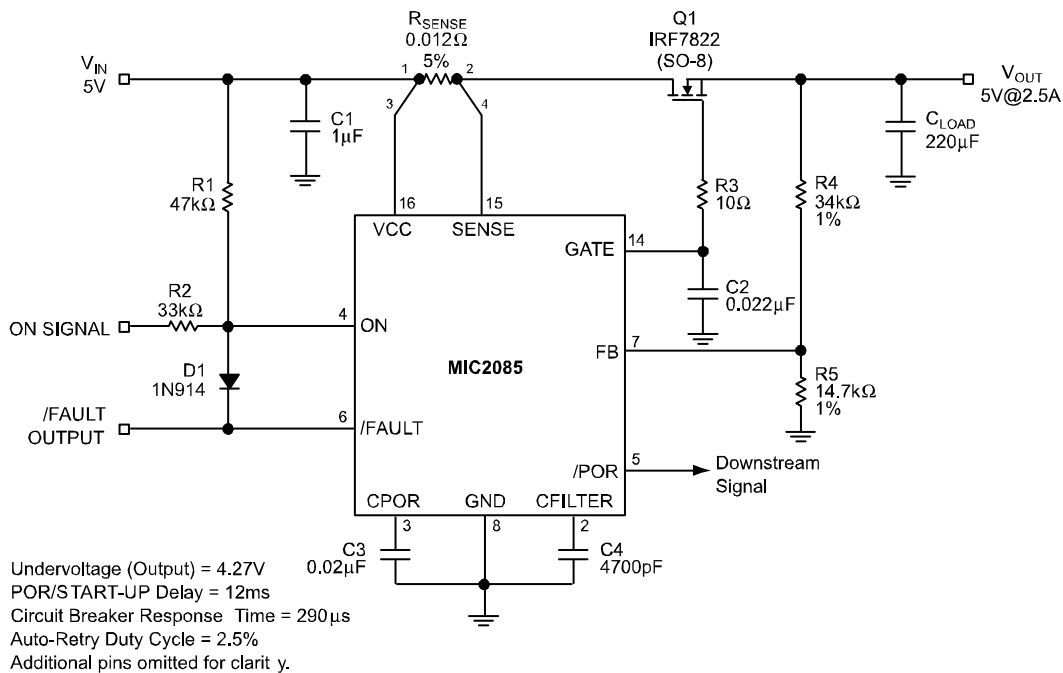 RSENSE
0.012Ω
5%
Q1
IRF7822
(SO-8)
VIN
5V
1
2
3
4
VOUT
5V@2.5A
C1
1μF
CLOAD
220μF
R1
47kΩ
R3
10Ω
R4
34kΩ
1%
16
15
VCC
SENSE
GATE
14
C2
0.022μF
R2
33kΩ
ON SIGNAL
4
ON
FB
7
MIC2085
D1
1N914
R5
14.7kΩ
1%
/FAULT
OUTPUT
6
/FAULT
/POR
5
Downstream
Signal
CPOR
GND
CFILTER
3
8
2
C3
0.02μF
C4
4700pF
Undervoltage (Output) = 4.27V
POR/START-UP Delay = 12ms
Circuit Breaker Response Time = 290μs
Auto-Retry Duty Cycle = 2.5%
Additional pins omitted for clarit y.